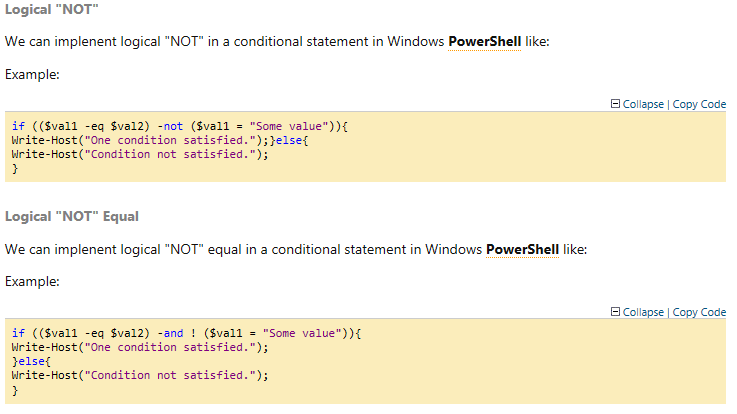 Logical "NOT"
We can implenent logical "NOT" in a conditional statement in Windows PowerShell like:
Example:
Collapse | Copy Code
if (($val1 -eq $val2) -not ($val1 = "Some value")){
Write-Host("One condition satisfied.");}else{
Write-Host("Condition not satisfied.");
}
Logical "NOT" Equal
We can implenent logical "NOT" equal in a conditional statement in Windows PowerShell like:
Example:
Collapse | Copy Code
if (($val1 -eq $val2) -and ! ($val1 = "Some value")){
Write-Host("One condition satisfied.");
}else{
Write-Host("Condition not satisfied.");
}